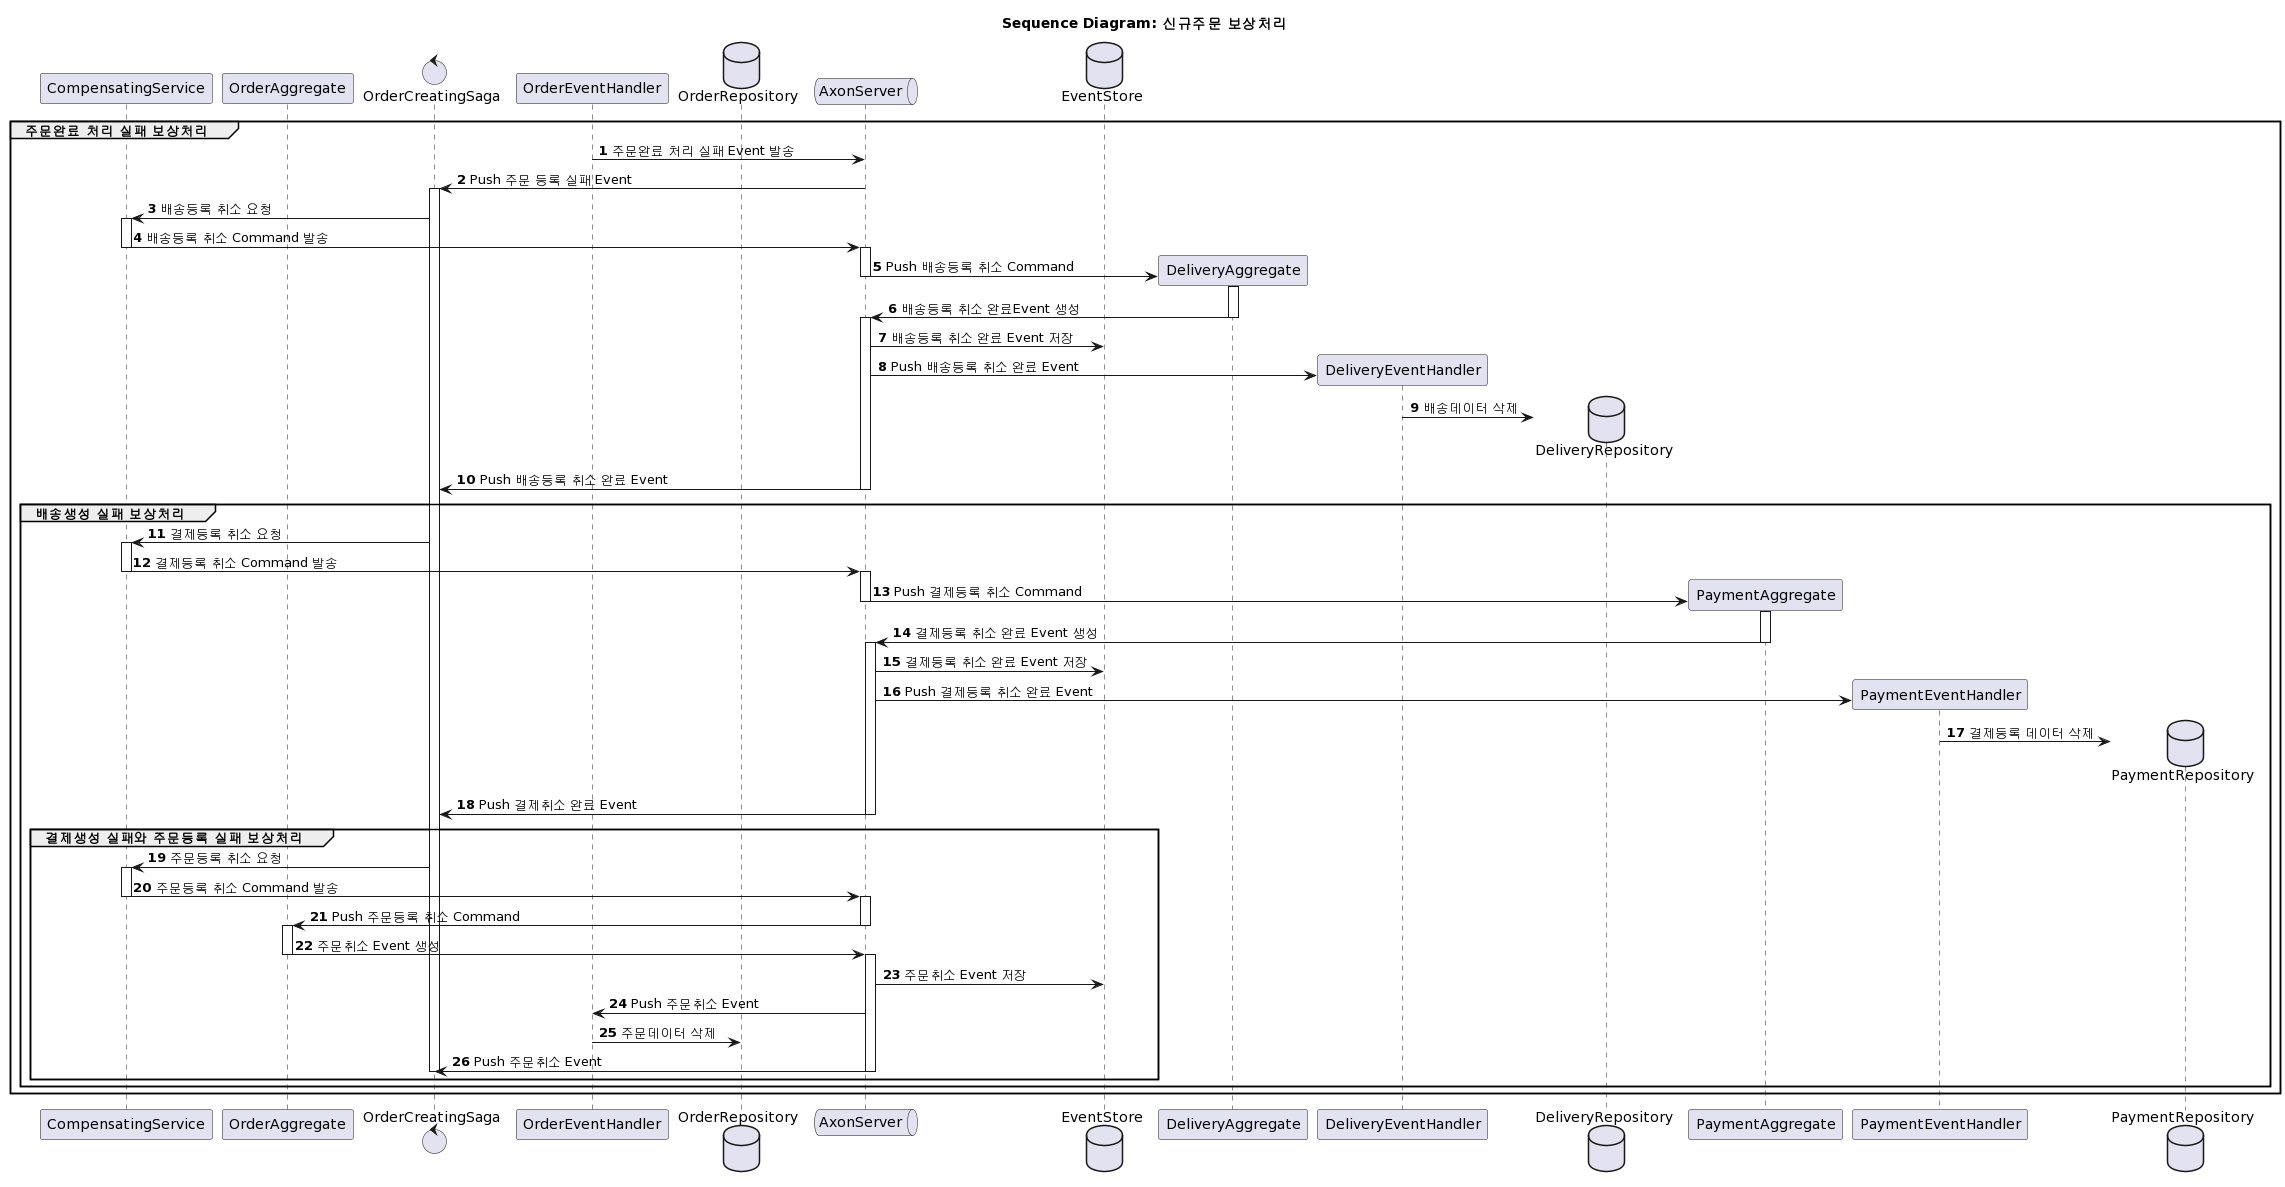 Sequence Diagram: 신규주문 보상처리
CompensatingService
OrderAggregate
OrderCreatingSaga
OrderEventHandler
OrderRepository
AxonServer
EventStore
주문완료 처리 실패 보상처리
1 주문완료 처리 실패 Event 발송
2 Push 주문 등록 실패 Event
3 배송등록 취소 요청
4 배송등록 취소 Command 발송
5 Push 배송등록 취소 Command
DeliveryAggregate
6 배송등록 취소 완료Event 생성
7 배송등록 취소 완료 Event 저장
8 Push 배송등록 취소 완료 Event
DeliveryEventHandler
9 배송데이터 삭제
DeliveryRepository
10 Push 배송등록 취소 완료 Event
배송생성 실패 보상처리
11 결제등록 취소 요청
12 결제등록 취소 Command 발송
13 Push 결제등록 취소 Command
PaymentAggregate
14 결제등록 취소 완료 Event 생성
15 결제등록 취소 완료 Event 저장
16 Push 결제등록 취소 완료 Event
PaymentEventHandler
17 결제등록 데이터 삭제
PaymentRepository
18 Push 결제취소 완료 Event
결제생성 실패와 주문등록 실패 보상처리
19 주문등록 취소 요청
20 주문등록 취소 Command 발송
21 Push 주문등록 취소 Command
22 주문취소 Event 생성
23 주문취소 Event 저장
24 Push 주문취소 Event
25 주문데이터 삭제
26 Push 주문취소 Event
CompensatingService
OrderAggregate
OrderCreatingSaga
OrderEventHandler
OrderRepository
AxonServer
EventStore
DeliveryAggregate
DeliveryEventHandler
DeliveryRepository
PaymentAggregate
PaymentEventHandler
PaymentRepository